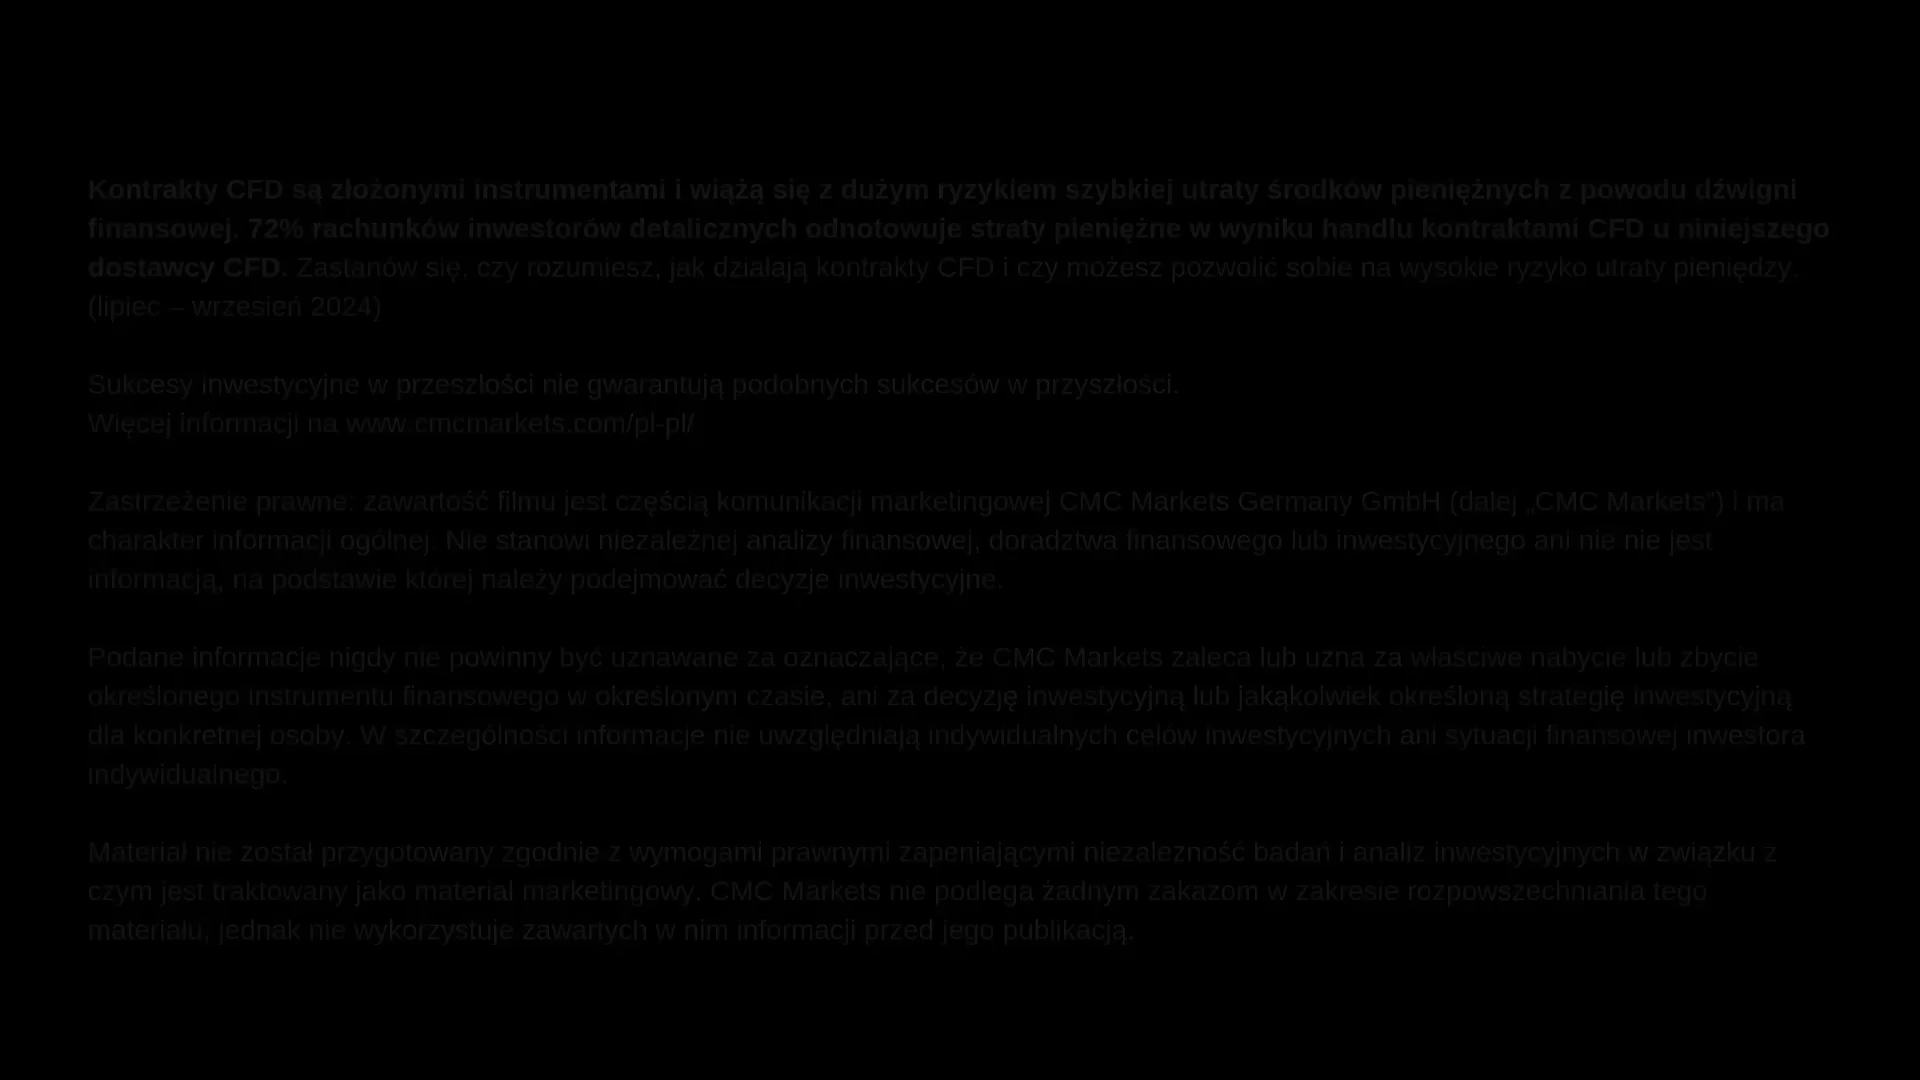 Kontrakty CFD są złożonymi instrumentami i wiążą się z dużym ryzykiem szybkiej utraty środków pieniężnych z powodu dźwigni
finansowej. 72% rachunków inwestorów detalicznych odnotowuje straty pieniężne w wyniku handlu kontraktami CFD u niniejszego
dostawcy CFD. Zastanów się, czy rozumiesz, jak działają kontrakty CFD i czy możesz pozwolić sobie na wysokie ryzyko utraty pieniędzy.
(lipiec – wrzesień 2024)
Sukcesy inwestycyjne w przeszłości nie gwarantują podobnych sukcesów w przyszłości.
Więcej informacji na www.cmcmarkets.com/pl-pl/
Zastrzeżenie prawne: zawartość filmu jest częścią komunikacji marketingowej CMC Markets Germany GmbH (dalej „CMC Markets”) i ma
charakter informacji ogólnej. Nie stanowi niezależnej analizy finansowej, doradztwa finansowego lub inwestycyjnego ani nie nie jest
informacją, na podstawie której należy podejmować decyzje inwestycyjne.
Podane informacje nigdy nie powinny być uznawane za oznaczające, że CMC Markets zaleca lub uzna za właściwe nabycie lub zbycie
określonego instrumentu finansowego w określonym czasie, ani za decyzję inwestycyjną lub jakąkolwiek określoną strategię inwestycyjną
dla konkretnej osoby. W szczególności informacje nie uwzględniają indywidualnych celów inwestycyjnych ani sytuacji finansowej inwestora
indywidualnego.
Materiał nie został przygotowany zgodnie z wymogami prawnymi zapeniającymi niezależność badań i analiz inwestycyjnych w związku z
czym jest traktowany jako materiał marketingowy. CMC Markets nie podlega żadnym zakazom w zakresie rozpowszechniania tego
materiału, jednak nie wykorzystuje zawartych w nim informacji przed jego publikacją.